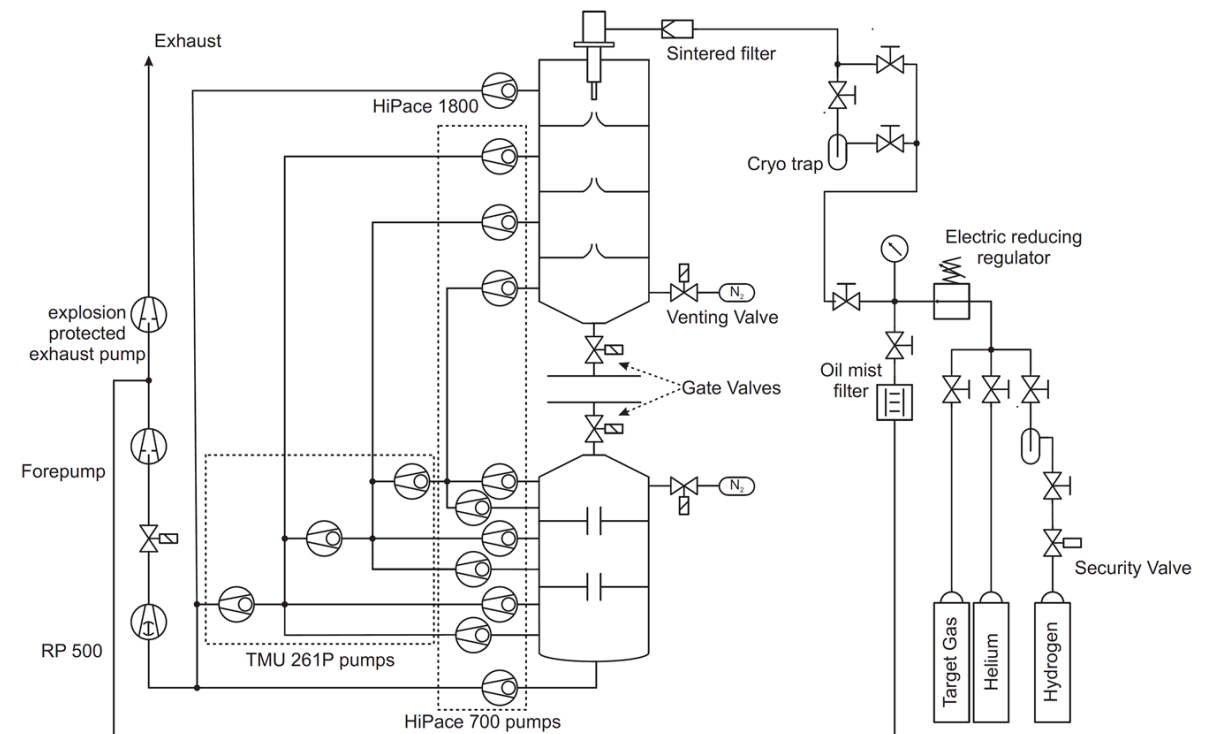 Exhaust
Sintered filter
HiPace 1800
Cryo trap
Electric reducing
regulator
N₂
Venting Valve
explosion
protected
exhaust pump
Oil mist
filter
Gate Valves
Forepump
N₂
Security Valve
RP 500
TMU 261P pumps
Target Gas
Helium
Hydrogen
HiPace 700 pumps